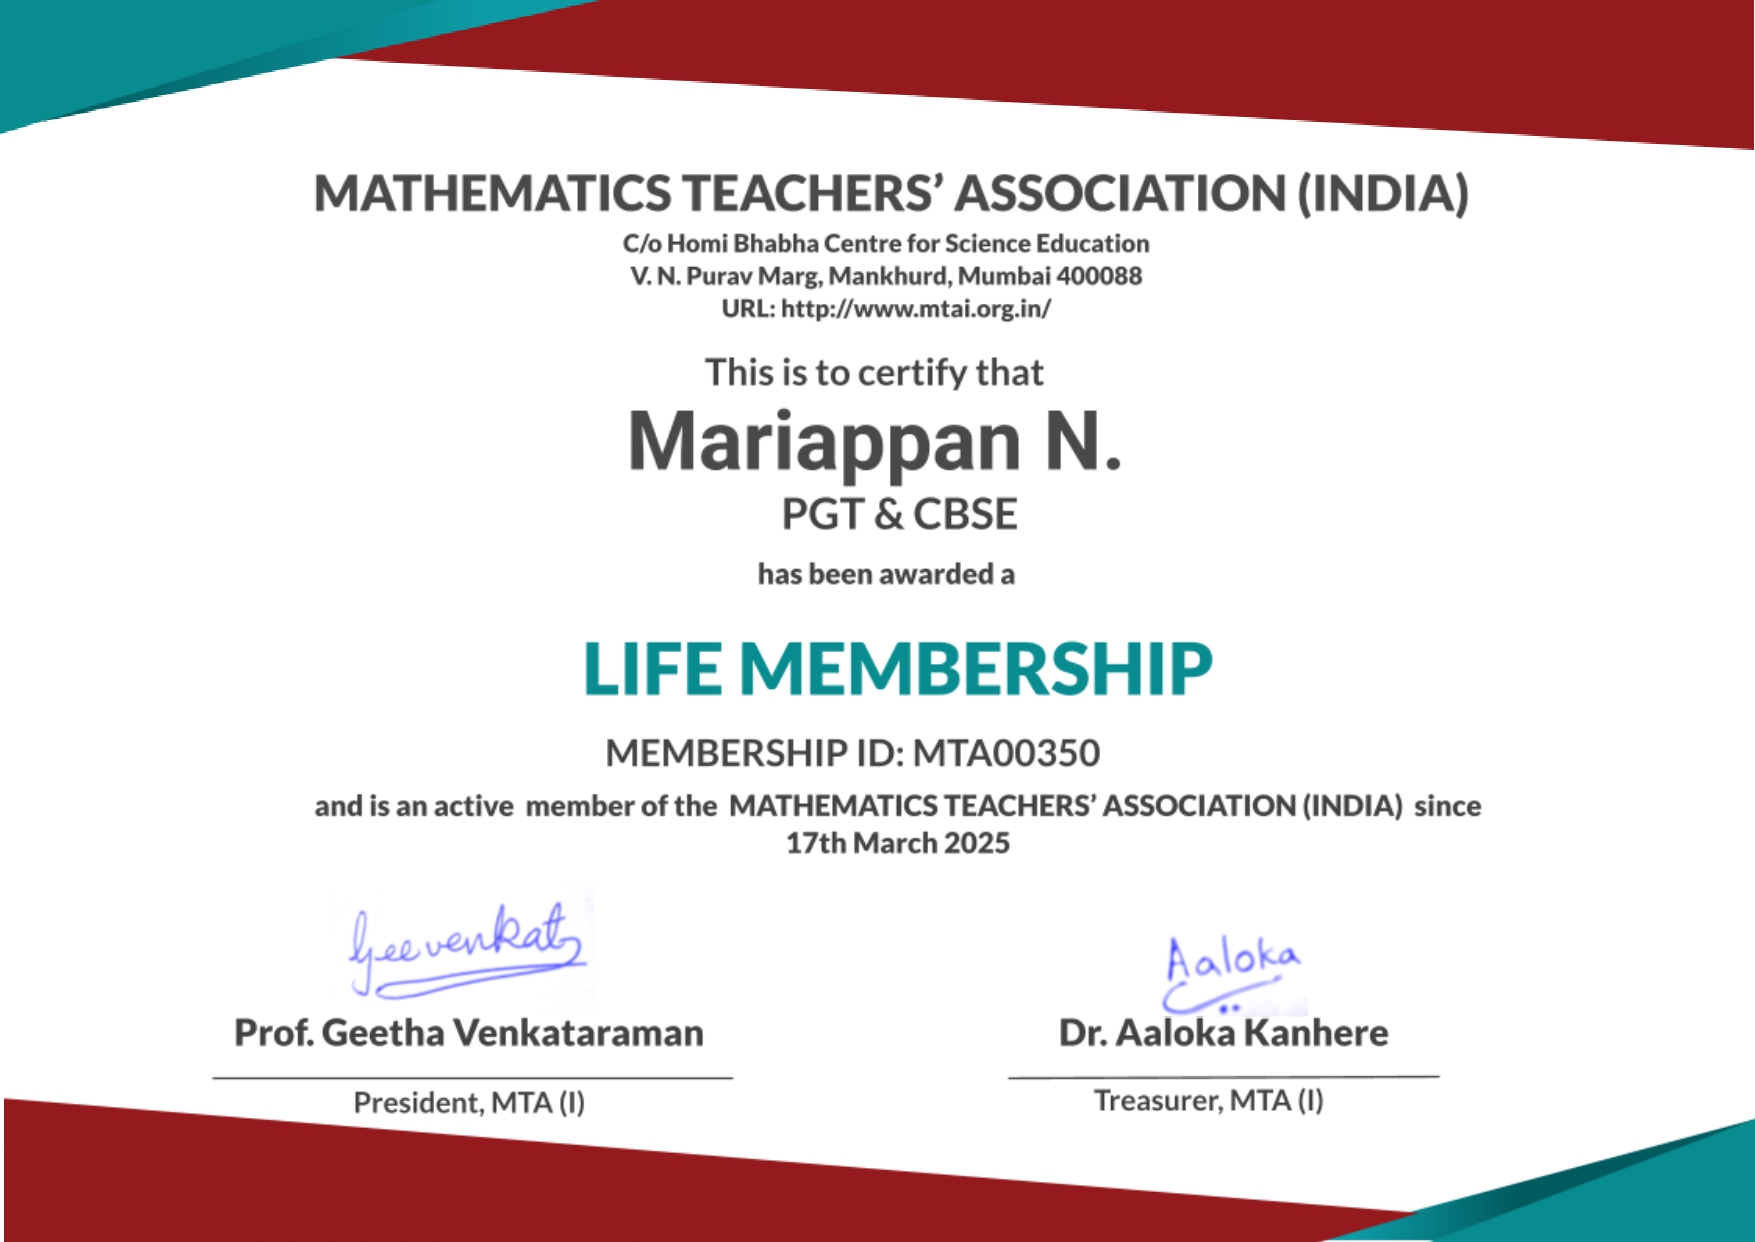 MATHEMATICS TEACHERS’ ASSOCIATION (INDIA)
C/o Homi Bhabha Centre for Science Education
V. N. Purav Marg, Mankhurd, Mumbai 400088
URL: http://www.mtai.org.in/
This is to certify that
Mariappan N.
PGT & CBSE
has been awarded a
LIFE MEMBERSHIP
MEMBERSHIP ID: MTA00350
and is an active member of the MATHEMATICS TEACHERS’ ASSOCIATION (INDIA) since
17th March 2025
Geevenkat
Aaloka
Prof. Geetha Venkataraman
Dr. Aaloka Kanhere
President, MTA (I)
Treasurer, MTA (I)